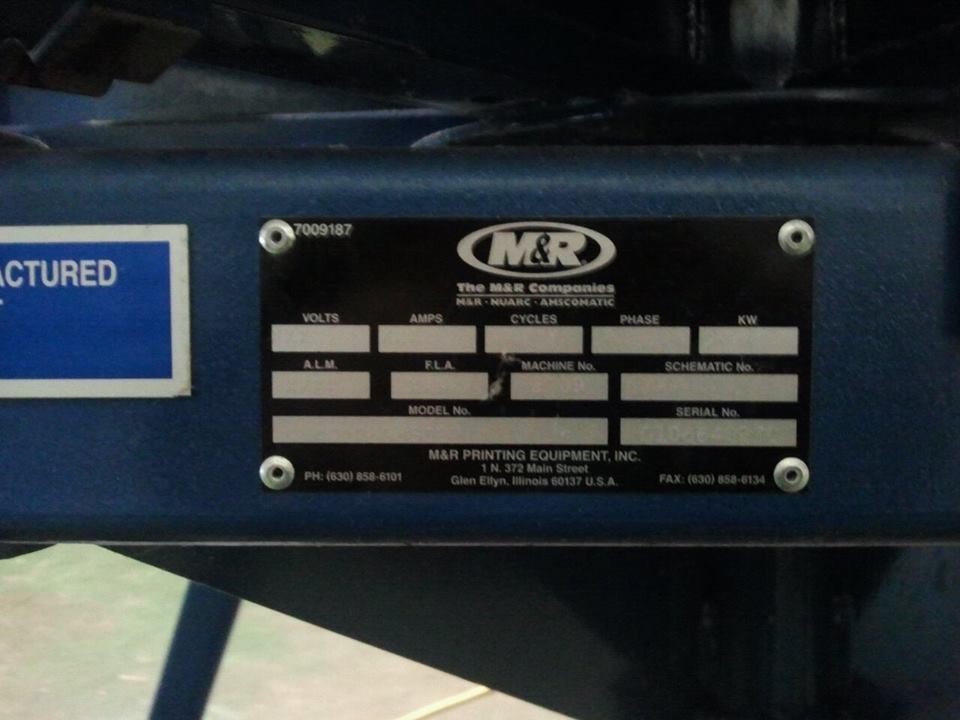 ACTURED
7009187
M&R
The M&R Companies
M&R · NUARC · AMSCOMATIC
VOLTS AMPS CYCLES PHASE KW
A.L.M. F.L.A. MACHINE No. SCHEMATIC No.
MODEL No. SERIAL No.
M&R PRINTING EQUIPMENT, INC.
1 N. 372 Main Street
PH: (630) 858-6101 Glen Ellyn, Illinois 60137 U.S.A. FAX: (630) 858-6134